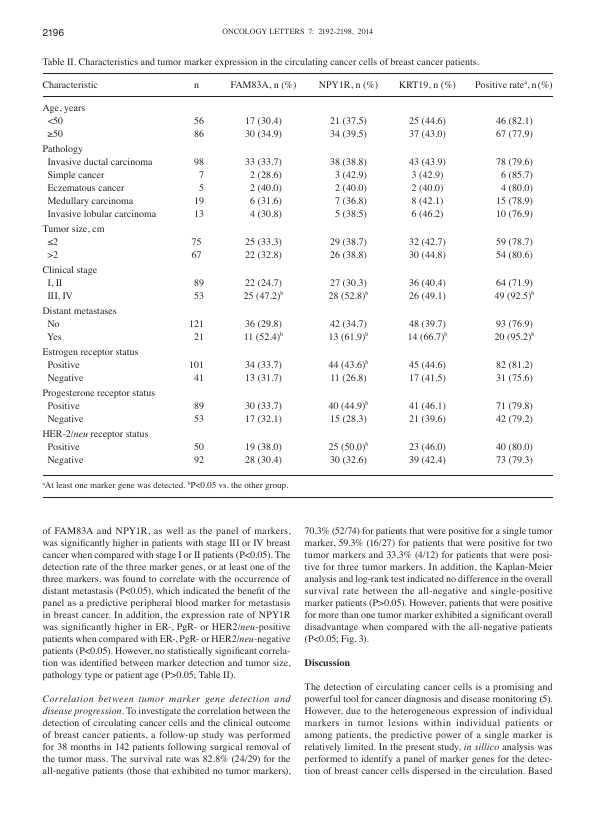 2196
ONCOLOGY LETTERS 7: 2192-2198, 2014
Table II. Characteristics and tumor marker expression in the circulating cancer cells of breast cancer patients.
Characteristic n FAM83A, n (%) NPY1R, n (%) KRT19, n (%) Positive rateᵃ, n (%)
Age, years
<50 56 17 (30.4) 21 (37.5) 25 (44.6) 46 (82.1)
≥50 86 30 (34.9) 34 (39.5) 37 (43.0) 67 (77.9)
Pathology
Invasive ductal carcinoma 98 33 (33.7) 38 (38.8) 43 (43.9) 78 (79.6)
Simple cancer 7 2 (28.6) 3 (42.9) 3 (42.9) 6 (85.7)
Eczematous cancer 5 2 (40.0) 2 (40.0) 2 (40.0) 4 (80.0)
Medullary carcinoma 19 6 (31.6) 7 (36.8) 8 (42.1) 15 (78.9)
Invasive lobular carcinoma 13 4 (30.8) 5 (38.5) 6 (46.2) 10 (76.9)
Tumor size, cm
≤2 75 25 (33.3) 29 (38.7) 32 (42.7) 59 (78.7)
>2 67 22 (32.8) 26 (38.8) 30 (44.8) 54 (80.6)
Clinical stage
I, II 89 22 (24.7) 27 (30.3) 36 (40.4) 64 (71.9)
III, IV 53 25 (47.2)ᵇ 28 (52.8)ᵇ 26 (49.1) 49 (92.5)ᵇ
Distant metastases
No 121 36 (29.8) 42 (34.7) 48 (39.7) 93 (76.9)
Yes 21 11 (52.4)ᵇ 13 (61.9)ᵇ 14 (66.7)ᵇ 20 (95.2)ᵇ
Estrogen receptor status
Positive 101 34 (33.7) 44 (43.6)ᵇ 45 (44.6) 82 (81.2)
Negative 41 13 (31.7) 11 (26.8) 17 (41.5) 31 (75.6)
Progesterone receptor status
Positive 89 30 (33.7) 40 (44.9)ᵇ 41 (46.1) 71 (79.8)
Negative 53 17 (32.1) 15 (28.3) 21 (39.6) 42 (79.2)
HER-2/neu receptor status
Positive 50 19 (38.0) 25 (50.0)ᵇ 23 (46.0) 40 (80.0)
Negative 92 28 (30.4) 30 (32.6) 39 (42.4) 73 (79.3)
ᵃAt least one marker gene was detected. ᵇP<0.05 vs. the other group.
of FAM83A and NPY1R, as well as the panel of markers,
was significantly higher in patients with stage III or IV breast
cancer when compared with stage I or II patients (P<0.05). The
detection rate of the three marker genes, or at least one of the
three markers, was found to correlate with the occurrence of
distant metastasis (P<0.05), which indicated the benefit of the
panel as a predictive peripheral blood marker for metastasis
in breast cancer. In addition, the expression rate of NPY1R
was significantly higher in ER-, PgR- or HER2/neu-positive
patients when compared with ER-, PgR- or HER2/neu-negative
patients (P<0.05). However, no statistically significant correla-
tion was identified between marker detection and tumor size,
pathology type or patient age (P>0.05; Table II).
Correlation between tumor marker gene detection and
disease progression. To investigate the correlation between the
detection of circulating cancer cells and the clinical outcome
of breast cancer patients, a follow-up study was performed
for 38 months in 142 patients following surgical removal of
the tumor mass. The survival rate was 82.8% (24/29) for the
all-negative patients (those that exhibited no tumor markers),
70.3% (52/74) for patients that were positive for a single tumor
marker, 59.3% (16/27) for patients that were positive for two
tumor markers and 33.3% (4/12) for patients that were posi-
tive for three tumor markers. In addition, the Kaplan-Meier
analysis and log-rank test indicated no difference in the overall
survival rate between the all-negative and single-positive
marker patients (P>0.05). However, patients that were positive
for more than one tumor marker exhibited a significant overall
disadvantage when compared with the all-negative patients
(P<0.05; Fig. 3).
Discussion
The detection of circulating cancer cells is a promising and
powerful tool for cancer diagnosis and disease monitoring (5).
However, due to the heterogeneous expression of individual
markers in tumor lesions within individual patients or
among patients, the predictive power of a single marker is
relatively limited. In the present study, in sillico analysis was
performed to identify a panel of marker genes for the detec-
tion of breast cancer cells dispersed in the circulation. Based